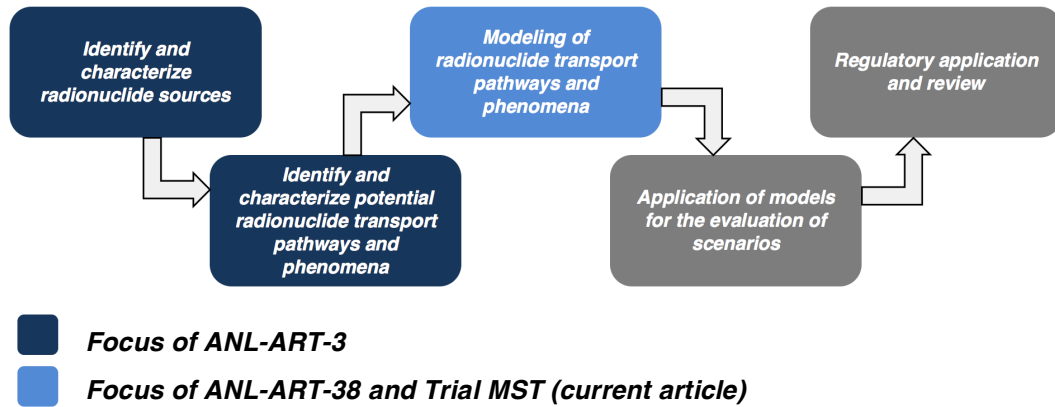 Identify and
characterize
radionuclide sources
Identify and
characterize potential
radionuclide transport
pathways and
phenomena
Modeling of
radionuclide transport
pathways and
phenomena
Application of models
for the evaluation of
scenarios
Regulatory application
and review
Focus of ANL-ART-3
Focus of ANL-ART-38 and Trial MST (current article)